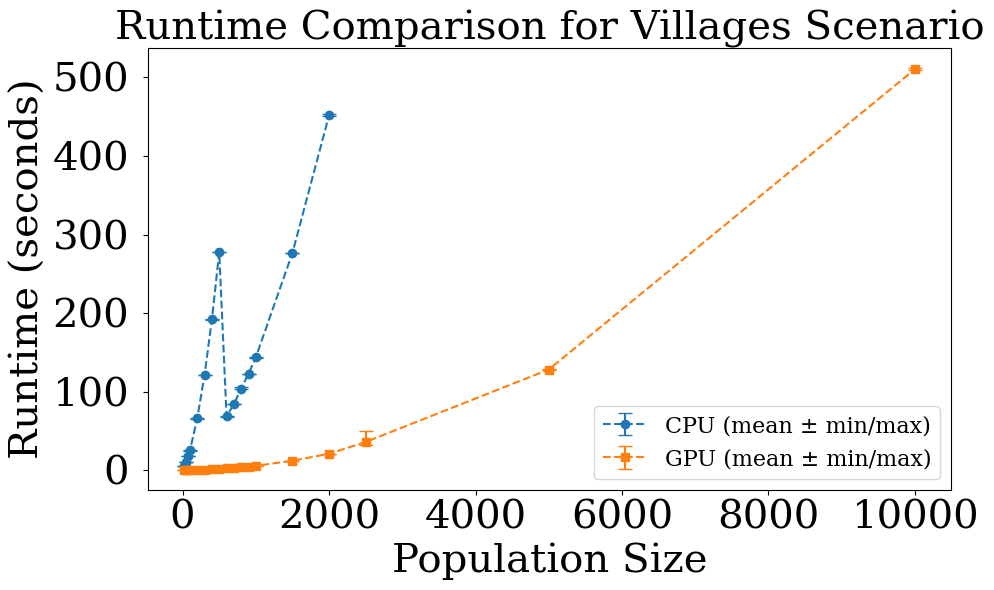 Runtime Comparison for Villages Scenario
Runtime (seconds)
500
400
300
200
100
0
0 2000 4000 6000 8000 10000
Population Size
CPU (mean ± min/max)
GPU (mean ± min/max)